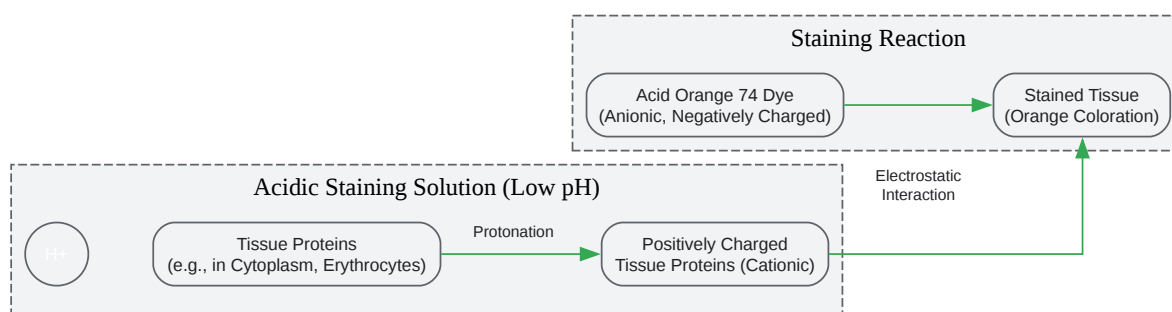 Staining Reaction
Acid Orange 74 Dye
(Anionic, Negatively Charged)
Stained Tissue
(Orange Coloration)
Electrostatic
Interaction
Acidic Staining Solution (Low pH)
H+
Tissue Proteins
(e.g., in Cytoplasm, Erythrocytes)
Protonation
Positively Charged
Tissue Proteins (Cationic)